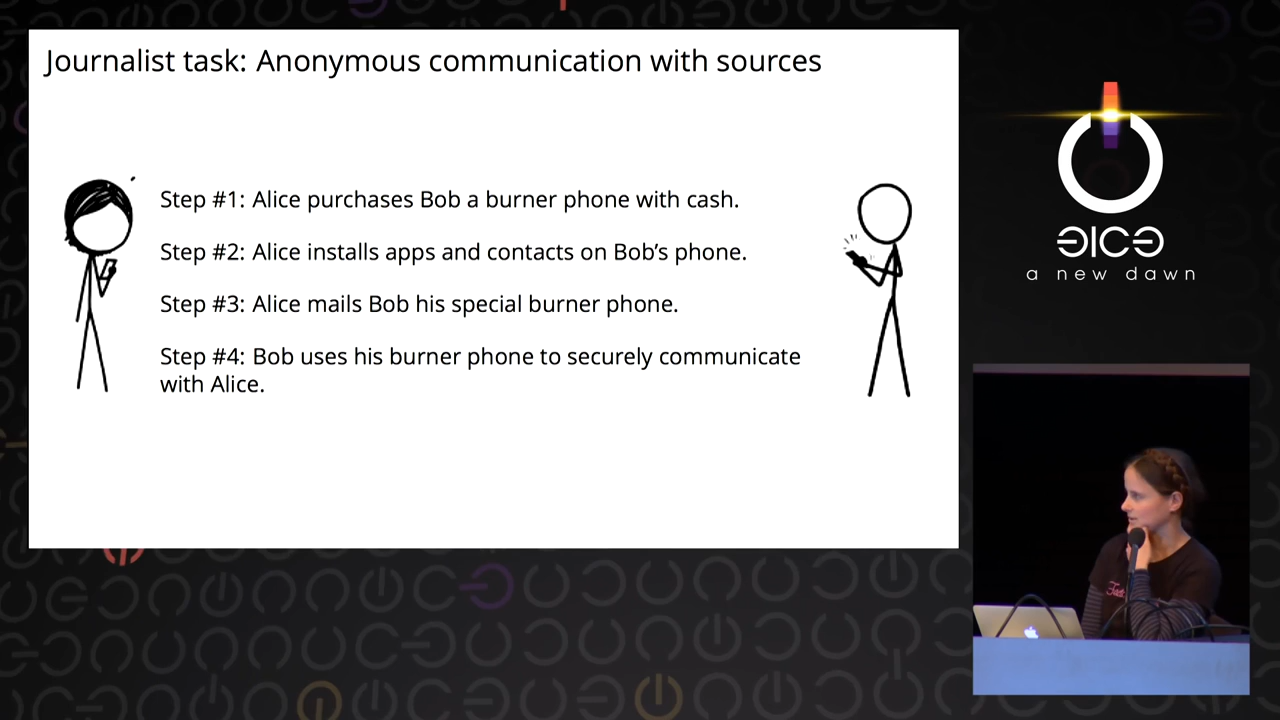 Journalist task: Anonymous communication with sources
Step #1: Alice purchases Bob a burner phone with cash.
Step #2: Alice installs apps and contacts on Bob’s phone.
Step #3: Alice mails Bob his special burner phone.
Step #4: Bob uses his burner phone to securely communicate
with Alice.
a new dawn